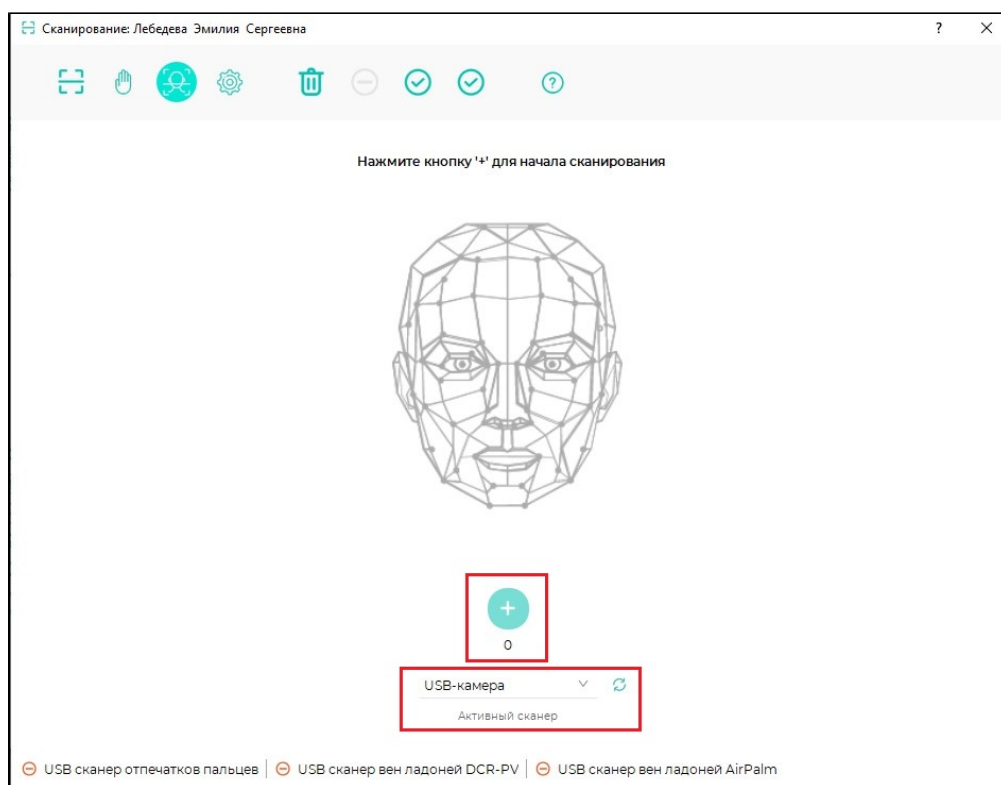 Сканирование: Лебедева Эмилия Сергеевна ?
Нажмите кнопку '+' для начала сканирования
0
USB-камера
Активный сканер
USB сканер отпечатков пальцев USB сканер вен ладоней DCR-PV USB сканер вен ладоней AirPalm